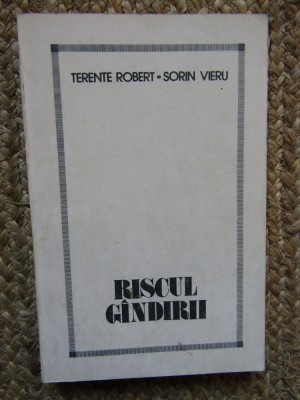 TERENTE ROBERT • SORIN VIERU
RISCUL
GÎNDIRII